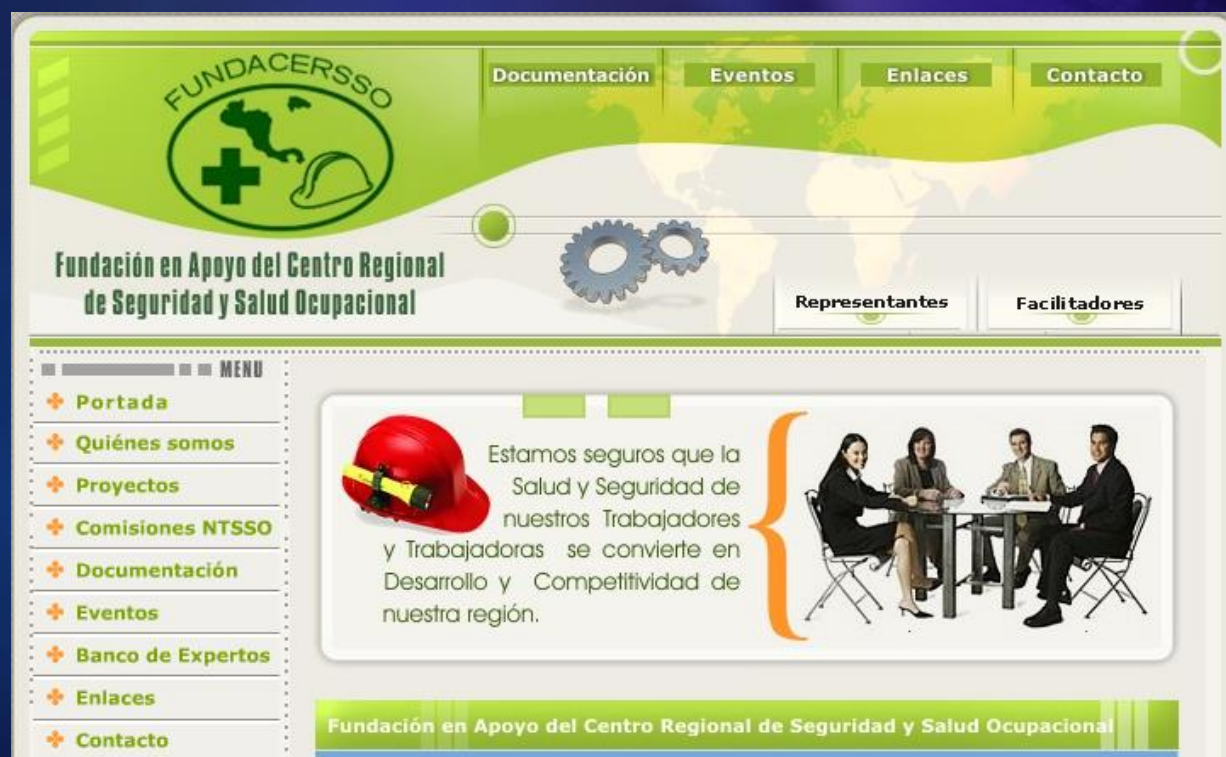 FUNDACERSSO
Documentación
Eventos
Enlaces
Contacto
Fundación en Apoyo del Centro Regional
de Seguridad y Salud Ocupacional
Representantes
Facilitadores
MENU
Portada
Quiénes somos
Proyectos
Comisiones NTSSO
Documentación
Eventos
Banco de Expertos
Enlaces
Contacto
Estamos seguros que la
Salud y Seguridad de
nuestros Trabajadores
y Trabajadoras se convierte en
Desarrollo y Competitividad de
nuestra región.
Fundación en Apoyo del Centro Regional de Seguridad y Salud Ocupacional